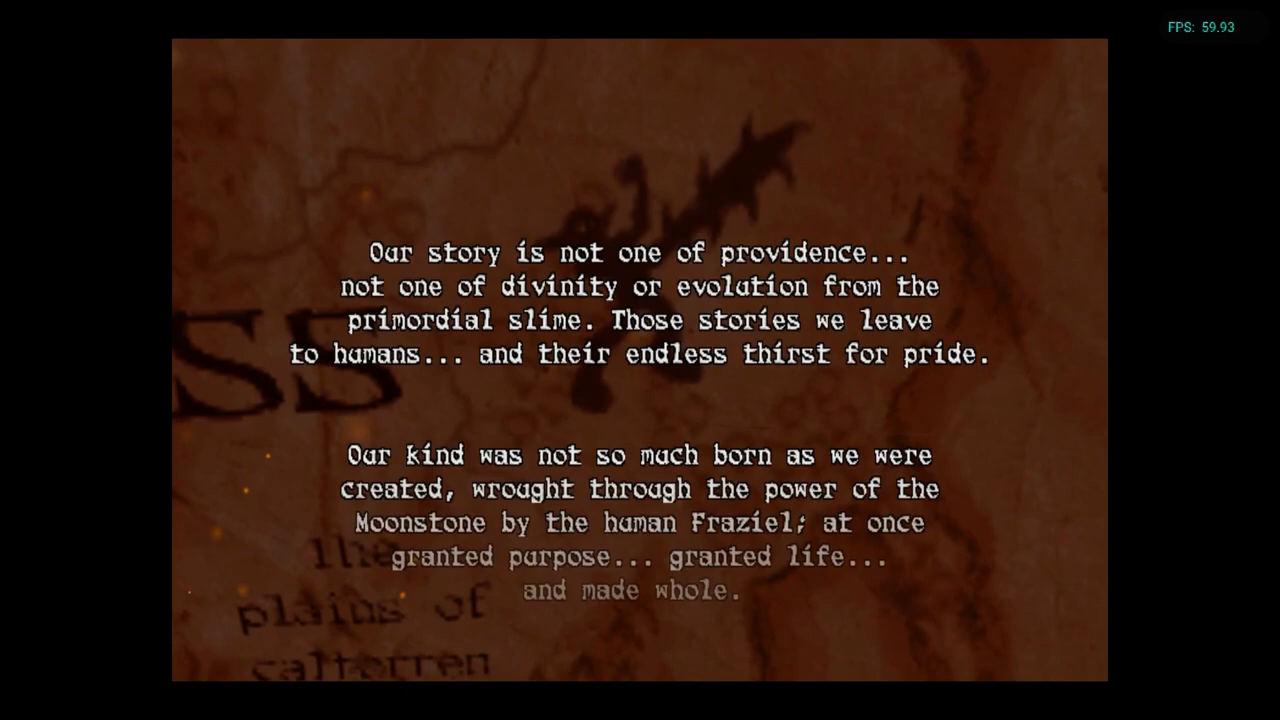 FPS: 59.93
Our story is not one of providence...
not one of divinity or evolution from the
primordial slime. Those stories we leave
to humans... and their endless thirst for pride.
ss
Our kind was not so much born as we were
created, wrought through the power of the
Moonstone by the human Fraziel; at once
granted purpose... granted life...
and made whole.
The
plains of
salterren